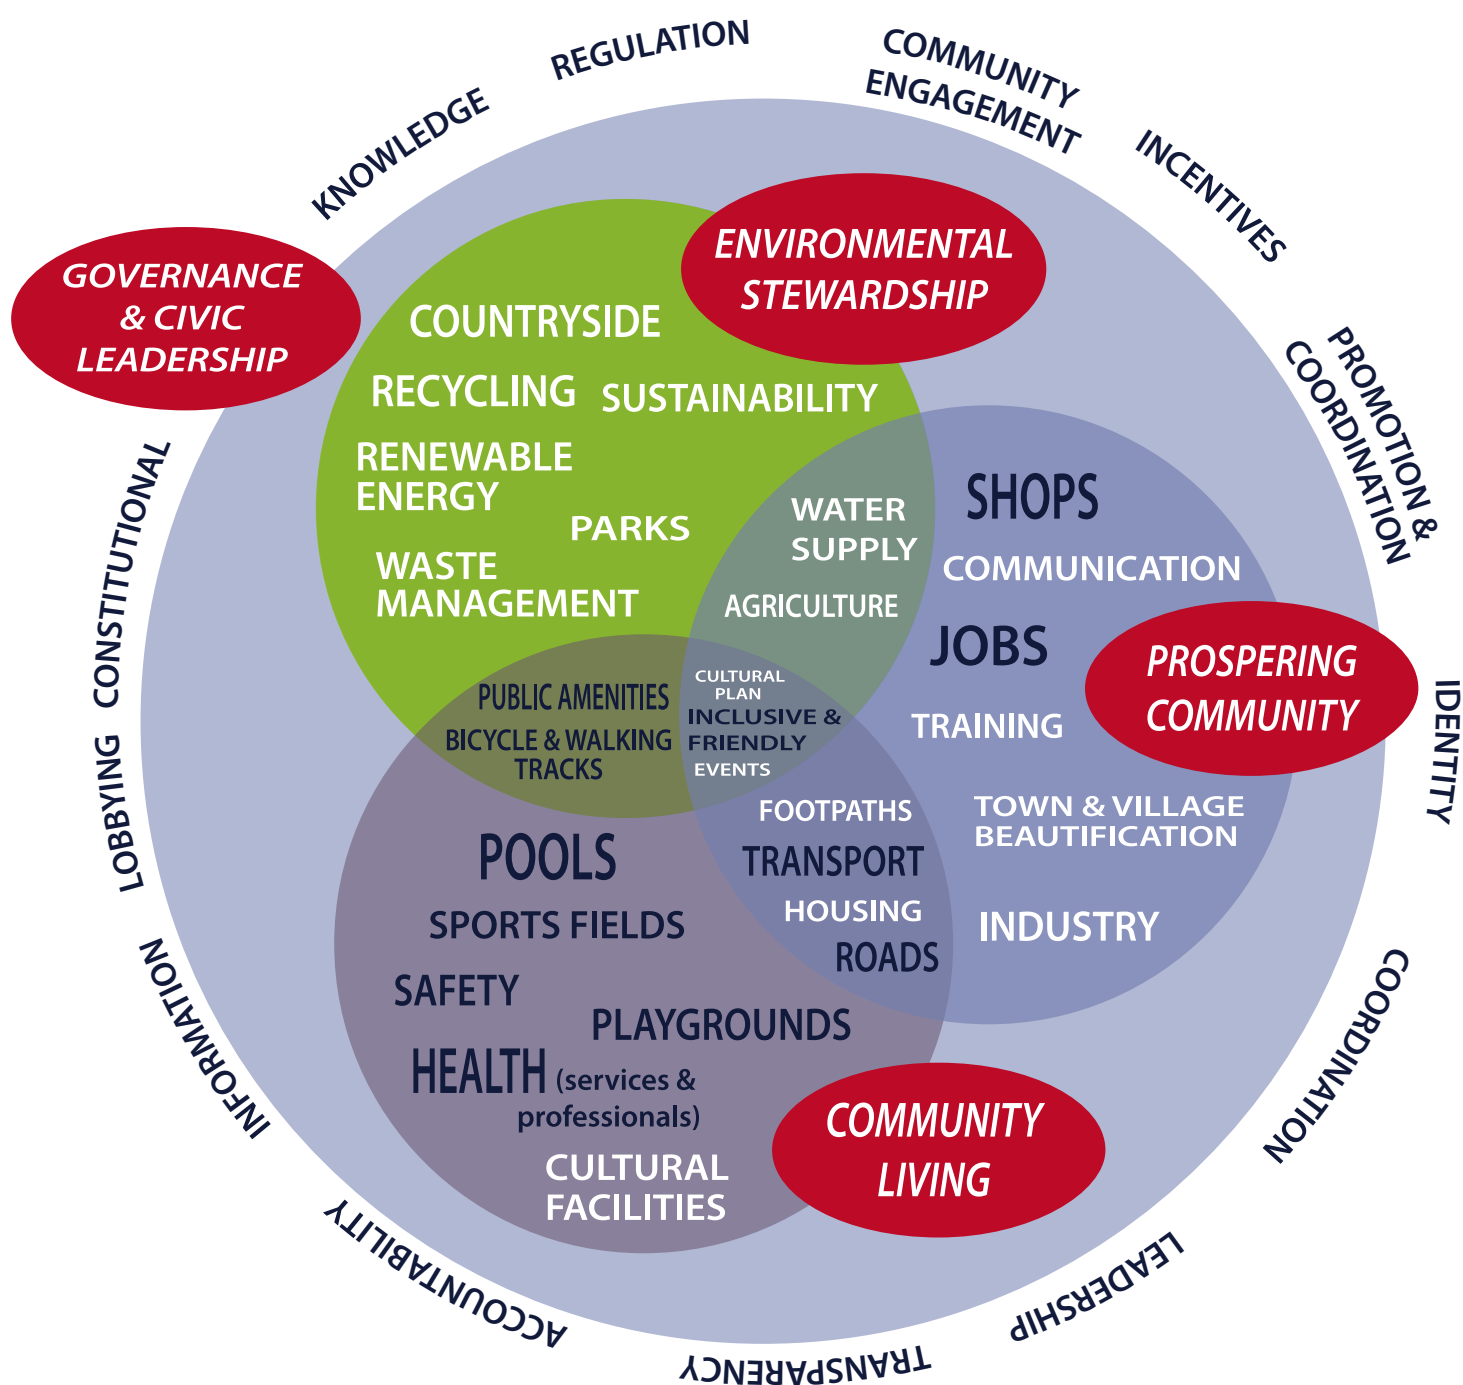 REGULATION
COMMUNITY
ENGAGEMENT
KNOWLEDGE
INCENTIVES
GOVERNANCE
& CIVIC
LEADERSHIP
ENVIRONMENTAL
STEWARDSHIP
COUNTRYSIDE
RECYCLING
SUSTAINABILITY
RENEWABLE
ENERGY
PARKS
WASTE
MANAGEMENT
WATER
SUPPLY
AGRICULTURE
SHOPS
COMMUNICATION
JOBS
TRAINING
TOWN & VILLAGE
BEAUTIFICATION
INDUSTRY
PROSPERING
COMMUNITY
PROMOTION &
COORDINATION
IDENTITY
COORDINATION
PUBLIC AMENITIES
BICYCLE & WALKING
TRACKS
CULTURAL
PLAN
INCLUSIVE &
FRIENDLY
EVENTS
FOOTPATHS
TRANSPORT
HOUSING
ROADS
POOLS
SPORTS FIELDS
SAFETY
PLAYGROUNDS
HEALTH (services &
professionals)
CULTURAL
FACILITIES
COMMUNITY
LIVING
LEADERSHIP
TRANSPARENCY
ACCOUNTABILITY
INFORMATION
LOBBYING
CONSTITUTIONAL